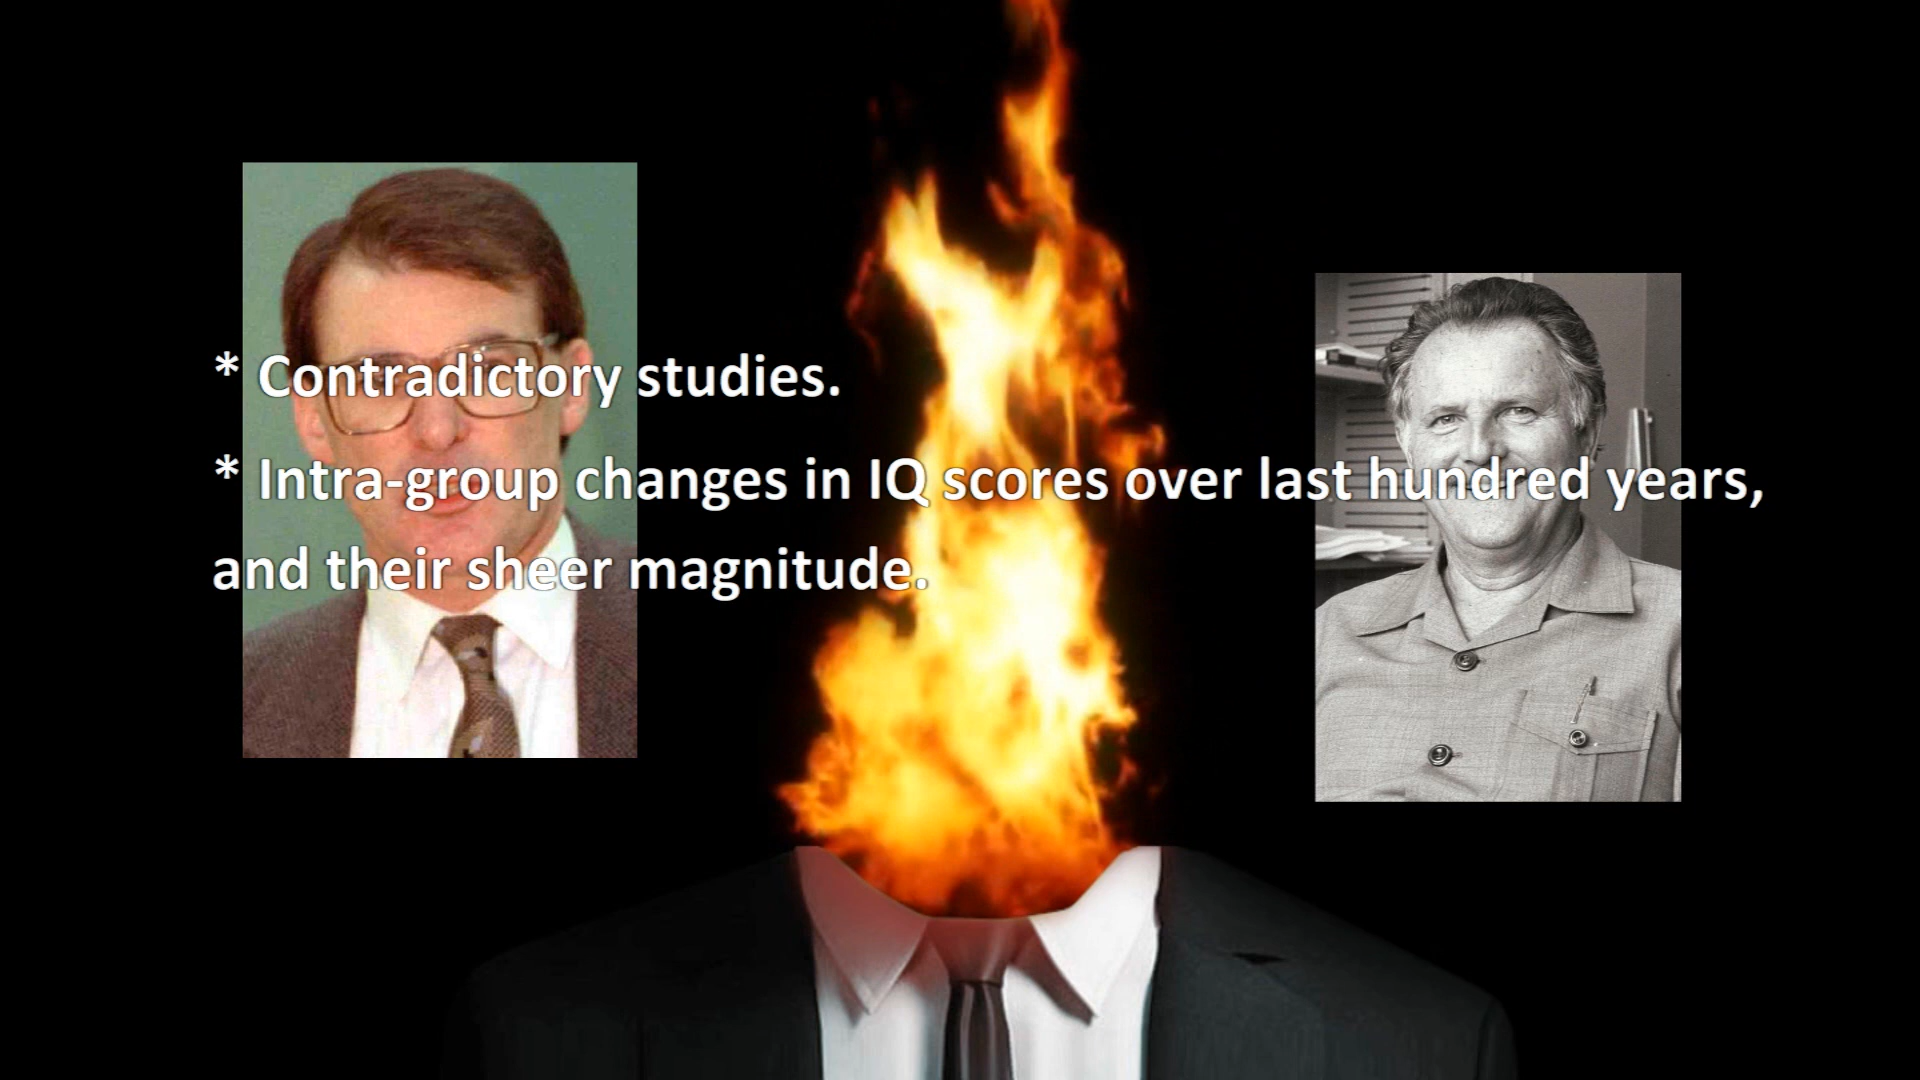 * Contradictory studies.
* Intra-group changes in IQ scores over last hundred years,
and their sheer magnitude.